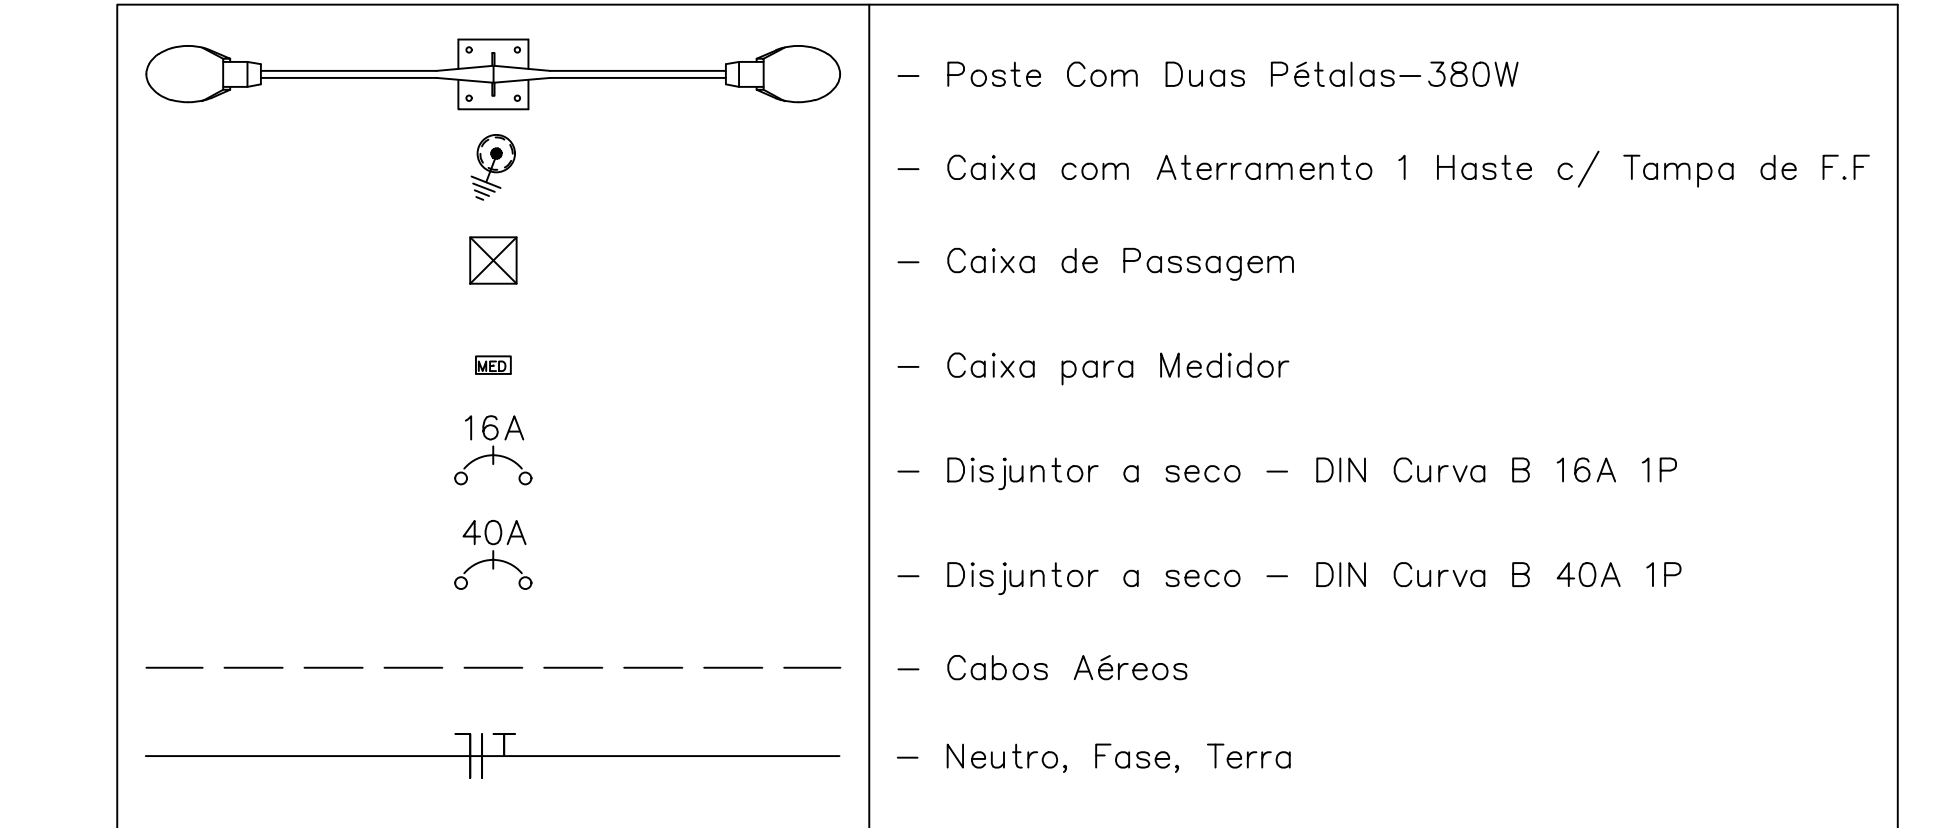 – Poste Com Duas Pétalas–380W
– Caixa com Aterramento 1 Haste c/ Tampa de F.F
– Caixa de Passagem
MED – Caixa para Medidor
16A
– Disjuntor a seco – DIN Curva B 16A 1P
40A
– Disjuntor a seco – DIN Curva B 40A 1P
– Cabos Aéreos
– Neutro, Fase, Terra